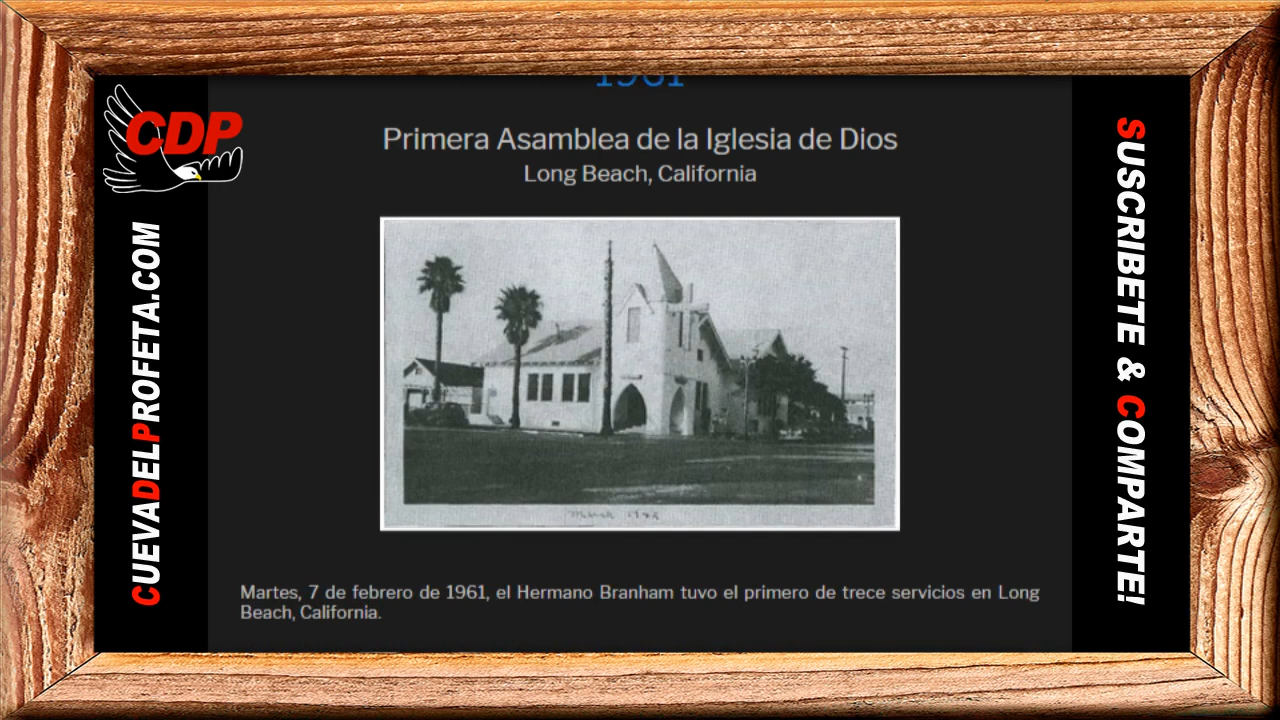 1961
CDP
Primera Asamblea de la Iglesia de Dios
Long Beach, California
CUEVADELPROFETA.COM
SUSCRIBETE & COMPARTE!
Martes, 7 de febrero de 1961, el Hermano Branham tuvo el primero de trece servicios en Long
Beach, California.